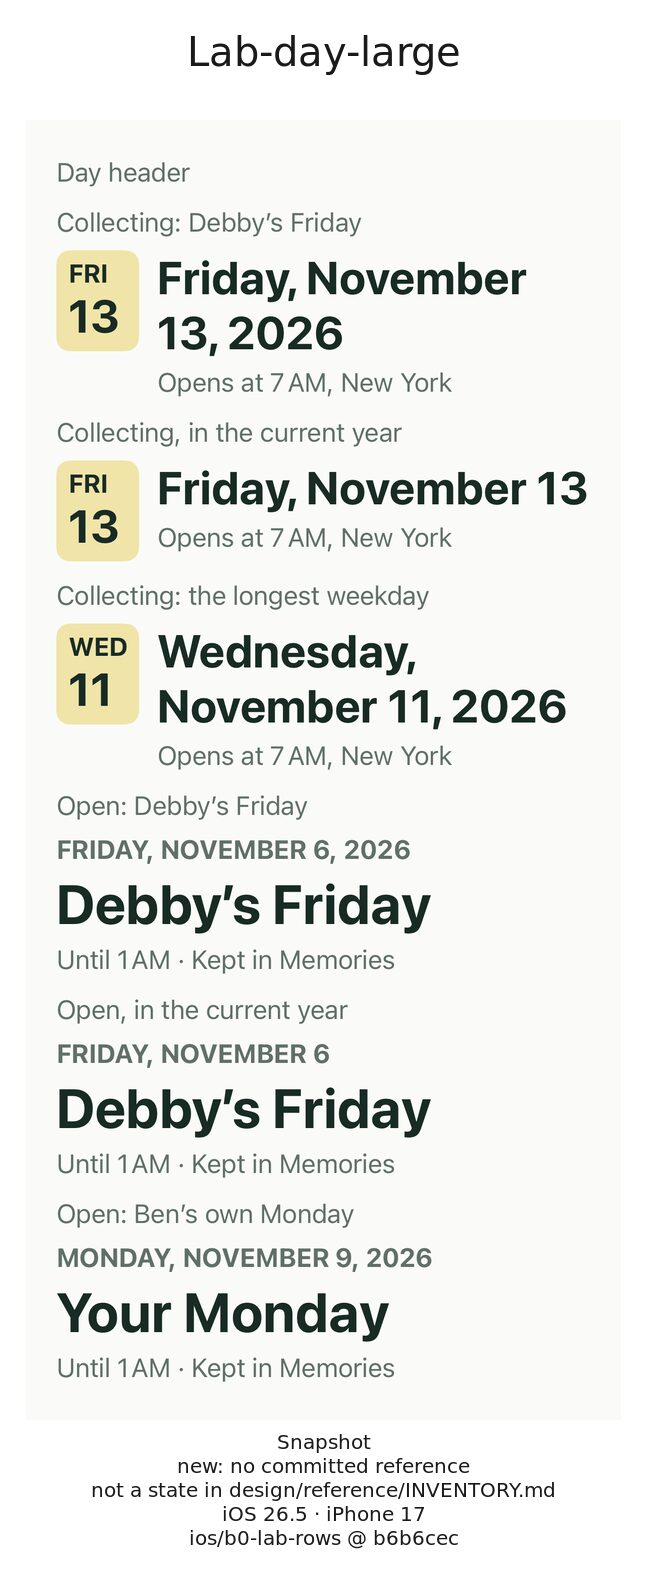 Lab-day-large
Day header
Collecting: Debby’s Friday
FRI
13
Friday, November
13, 2026
Opens at 7 AM, New York
Collecting, in the current year
FRI
13
Friday, November 13
Opens at 7 AM, New York
Collecting: the longest weekday
WED
11
Wednesday,
November 11, 2026
Opens at 7 AM, New York
Open: Debby’s Friday
FRIDAY, NOVEMBER 6, 2026
Debby’s Friday
Until 1 AM · Kept in Memories
Open, in the current year
FRIDAY, NOVEMBER 6
Debby’s Friday
Until 1 AM · Kept in Memories
Open: Ben’s own Monday
MONDAY, NOVEMBER 9, 2026
Your Monday
Until 1 AM · Kept in Memories
Snapshot
new: no committed reference
not a state in design/reference/INVENTORY.md
iOS 26.5 · iPhone 17
ios/b0-lab-rows @ b6b6cec